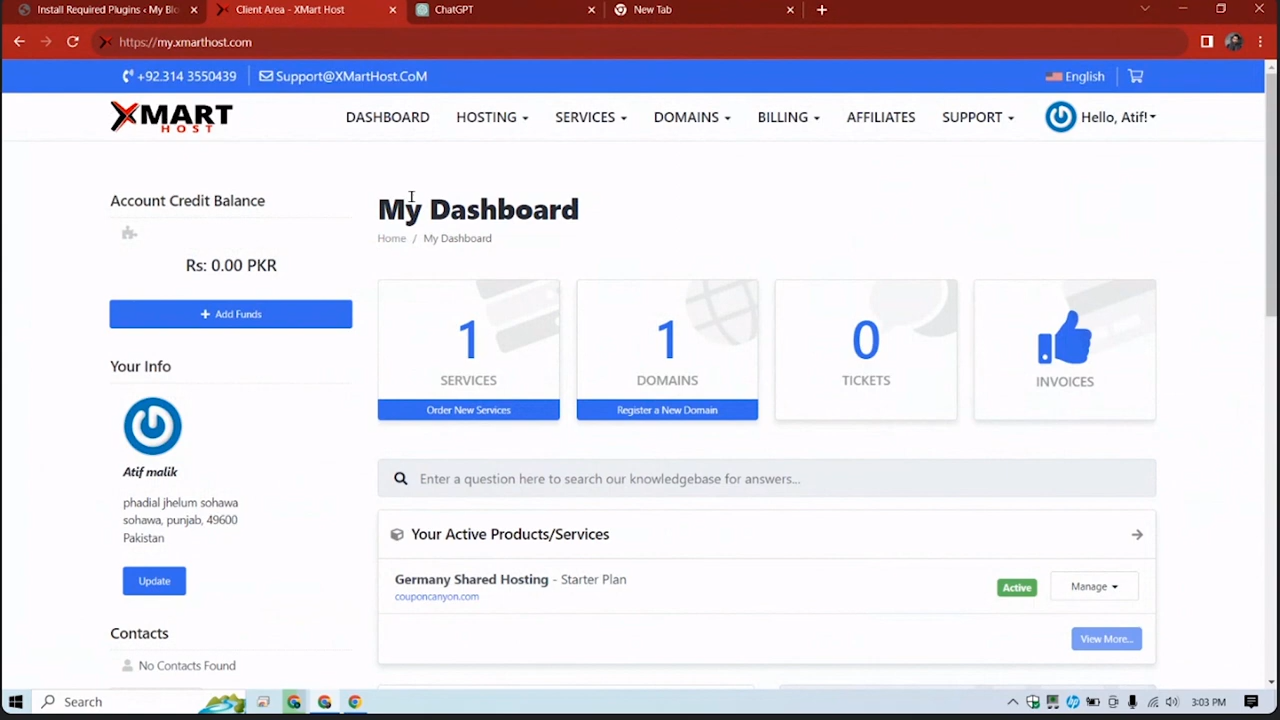 Install Required Plugins ‹ My Blo
Client Area - XMart Host
ChatGPT
New Tab
https://my.xmarthost.com
+92.314 3550439
Support@XMartHost.CoM
English
XMART
HOST
DASHBOARD
HOSTING
SERVICES
DOMAINS
BILLING
AFFILIATES
SUPPORT
Hello, Atif!
Account Credit Balance
Rs: 0.00 PKR
+ Add Funds
Your Info
Atif malik
phadial jhelum sohawa
sohawa, punjab, 49600
Pakistan
Update
Contacts
No Contacts Found
My Dashboard
Home / My Dashboard
1
SERVICES
Order New Services
1
DOMAINS
Register a New Domain
0
TICKETS
INVOICES
Enter a question here to search our knowledgebase for answers...
Your Active Products/Services
Germany Shared Hosting - Starter Plan
couponcanyon.com
Active
Manage
View More...
Search
3:03 PM